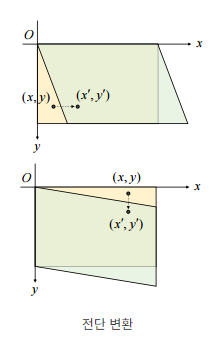 O
x
(x, y) (x′, y′)
y
O (x, y)
x
(x′, y′)
y
전단 변환